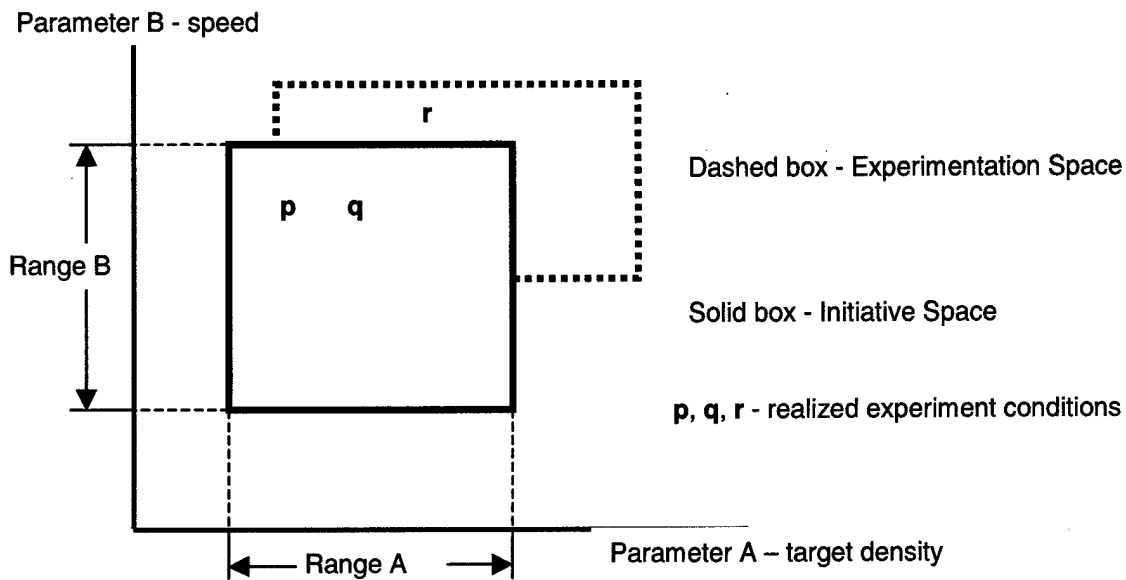 Parameter B - speed
r
Dashed box - Experimentation Space
p q
Range B
Solid box - Initiative Space
p, q, r - realized experiment conditions
Range A
Parameter A – target density